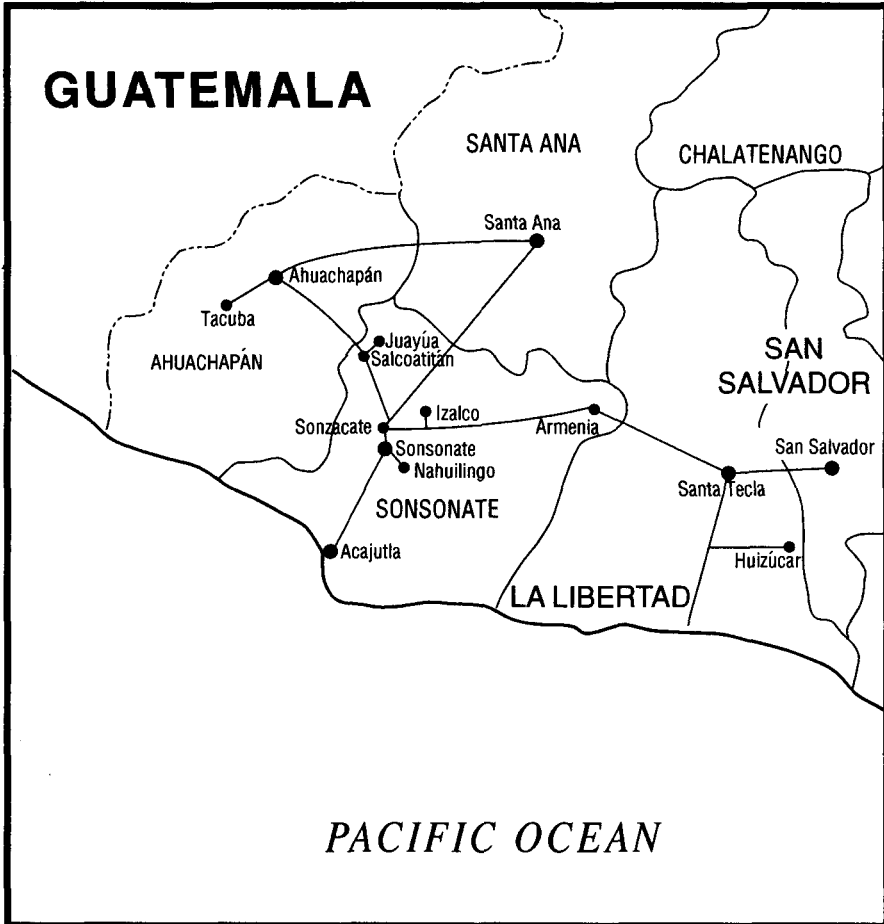 GUATEMALA
SANTA ANA
CHALATENANGO
Santa Ana
Ahuachapán
Tacuba
Juayúa
Salcoatitán
AHUACHAPÁN
SAN
SALVADOR
Izalco
Sonzacate
Armenia
Sonsonate
San Salvador
Nahuilingo
Santa Tecla
SONSONATE
Acajutla
Huizúcar
LA LIBERTAD
PACIFIC OCEAN